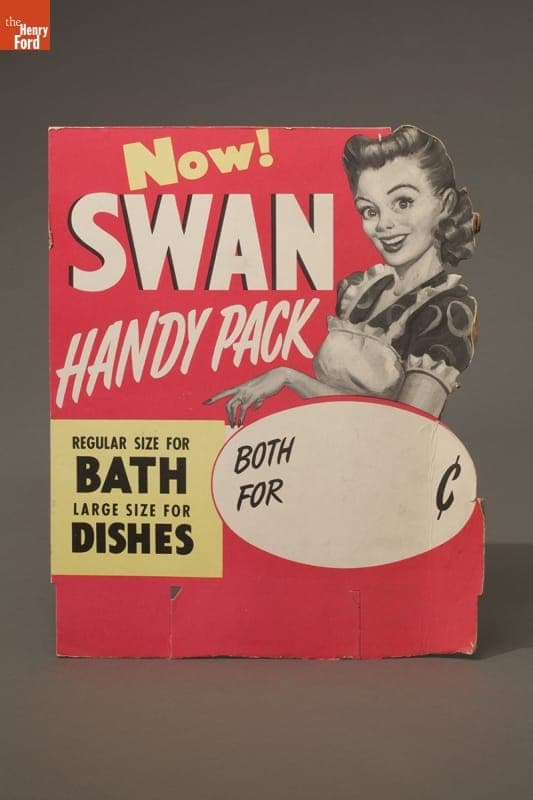 the
Henry
Ford
Now!
SWAN
HANDY PACK
REGULAR SIZE FOR
BATH
LARGE SIZE FOR
DISHES
BOTH
FOR
¢